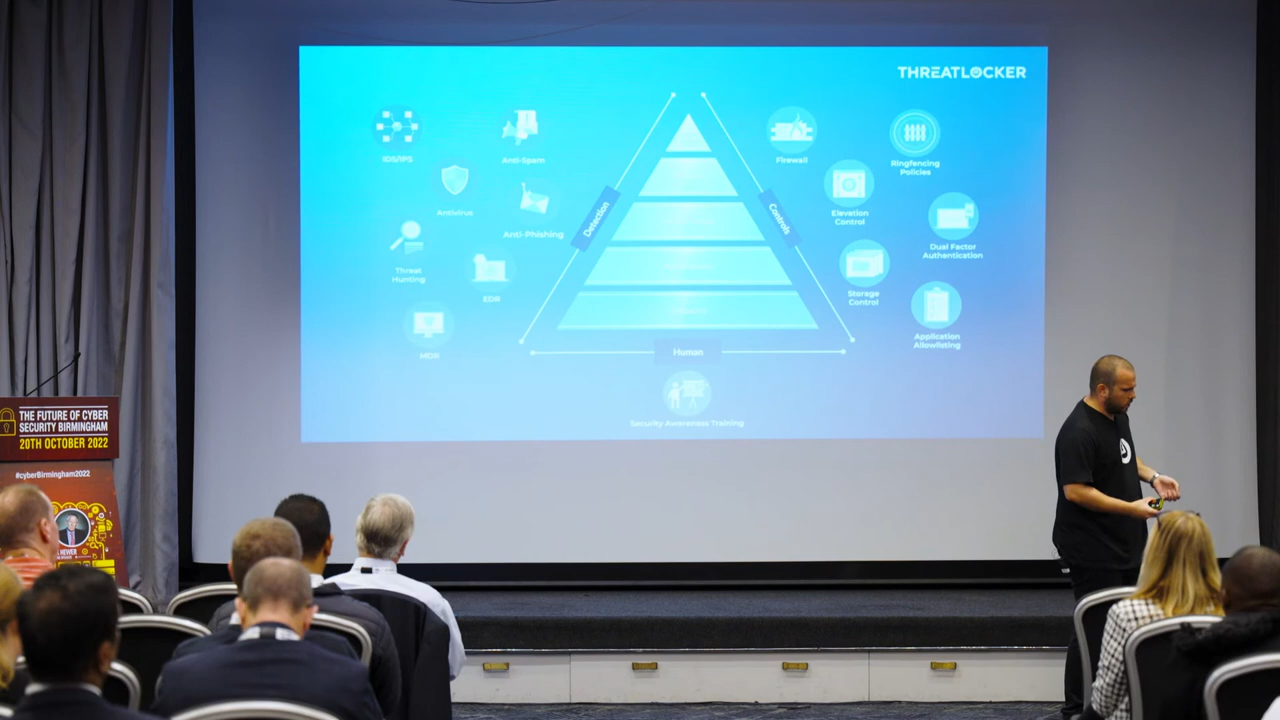 THREATLOCKER
IDS/IPS
Anti-Spam
Antivirus
Anti-Phishing
Threat
Hunting
EDR
MDR
Detection
Controls
Human
Security Awareness Training
Firewall
Ringfencing
Policies
Elevation
Control
Dual Factor
Authentication
Storage
Control
Application
Allowlisting
THE FUTURE OF CYBER
SECURITY BIRMINGHAM
20TH OCTOBER 2022
#cyberBirmingham2022
NEWER